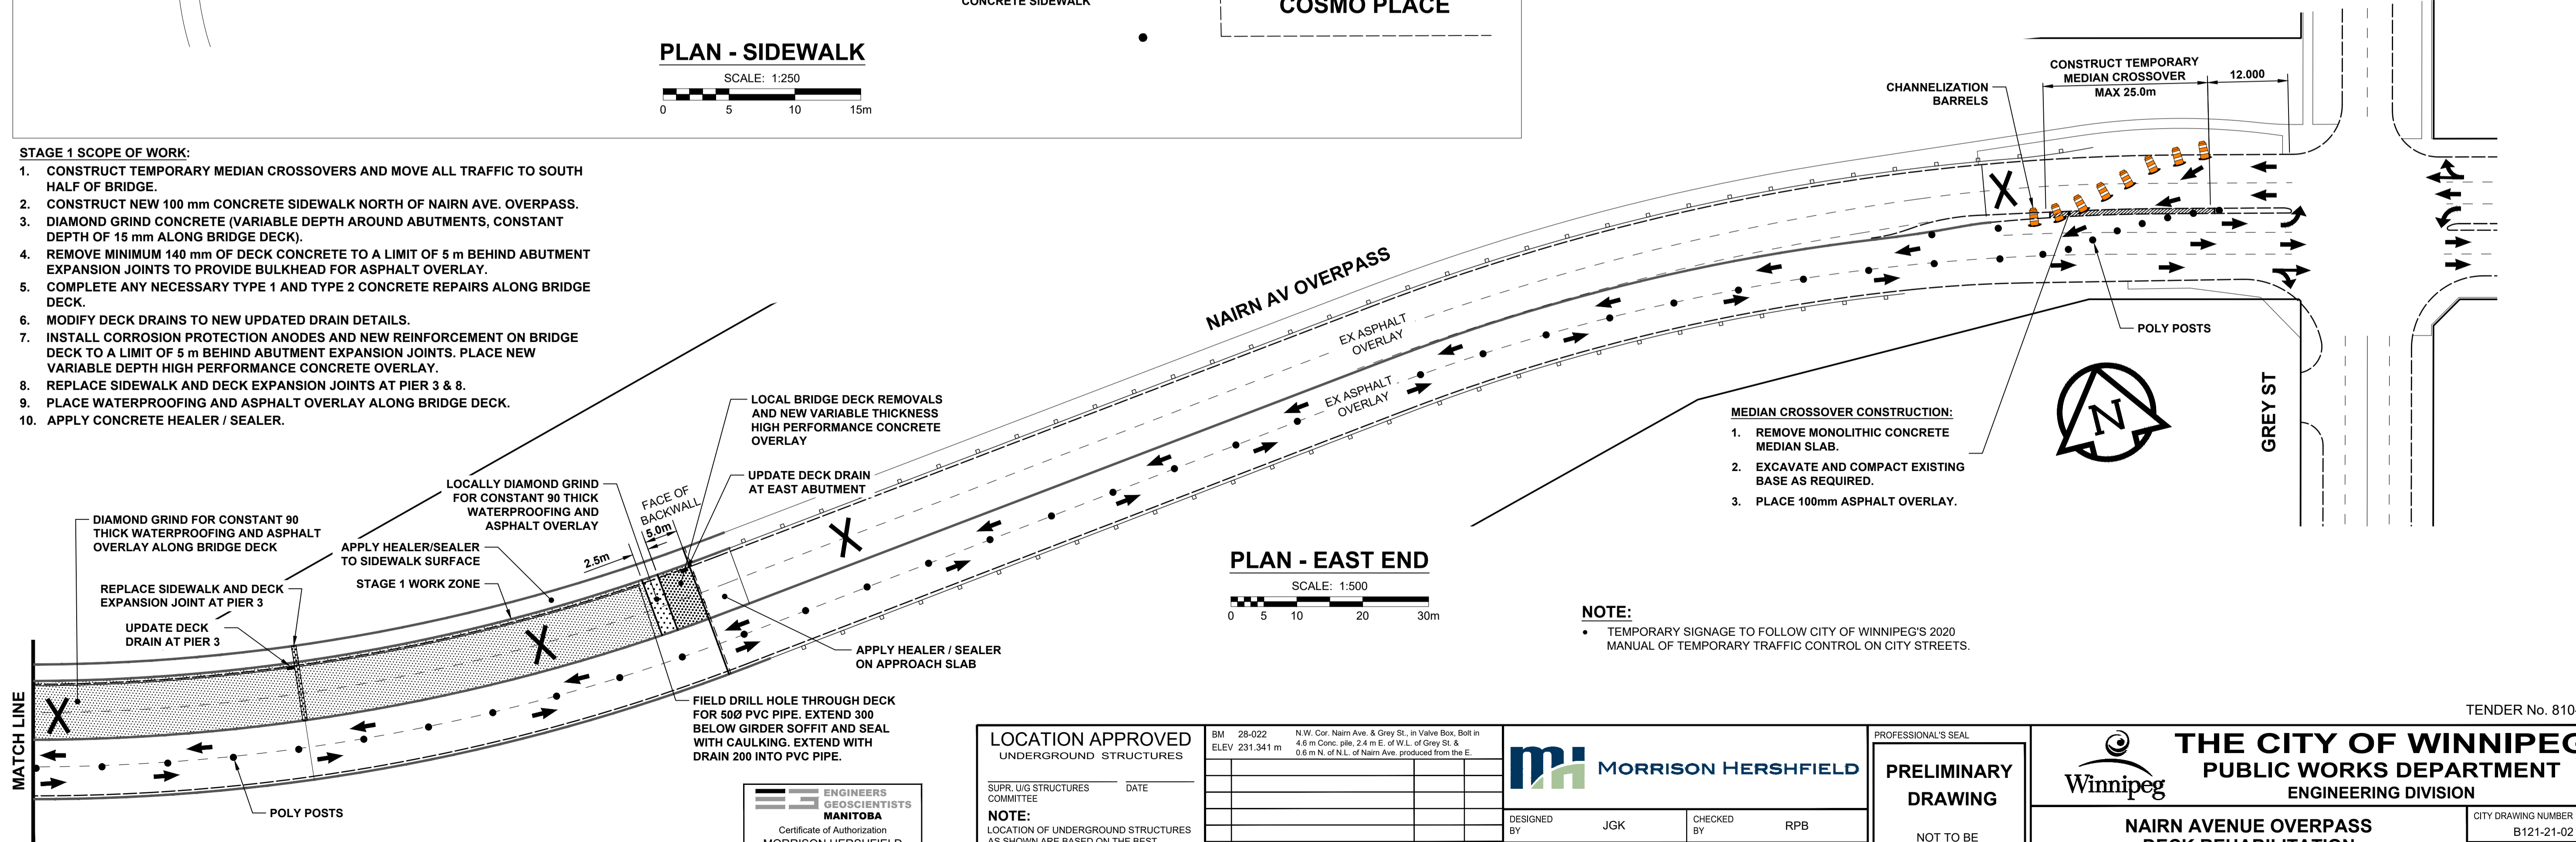 CONCRETE SIDEWALK
COSMO PLACE
PLAN - SIDEWALK
SCALE: 1:250
0 5 10 15m
STAGE 1 SCOPE OF WORK:
1. CONSTRUCT TEMPORARY MEDIAN CROSSOVERS AND MOVE ALL TRAFFIC TO SOUTH
HALF OF BRIDGE.
2. CONSTRUCT NEW 100 mm CONCRETE SIDEWALK NORTH OF NAIRN AVE. OVERPASS.
3. DIAMOND GRIND CONCRETE (VARIABLE DEPTH AROUND ABUTMENTS, CONSTANT
DEPTH OF 15 mm ALONG BRIDGE DECK).
4. REMOVE MINIMUM 140 mm OF DECK CONCRETE TO A LIMIT OF 5 m BEHIND ABUTMENT
EXPANSION JOINTS TO PROVIDE BULKHEAD FOR ASPHALT OVERLAY.
5. COMPLETE ANY NECESSARY TYPE 1 AND TYPE 2 CONCRETE REPAIRS ALONG BRIDGE
DECK.
6. MODIFY DECK DRAINS TO NEW UPDATED DRAIN DETAILS.
7. INSTALL CORROSION PROTECTION ANODES AND NEW REINFORCEMENT ON BRIDGE
DECK TO A LIMIT OF 5 m BEHIND ABUTMENT EXPANSION JOINTS. PLACE NEW
VARIABLE DEPTH HIGH PERFORMANCE CONCRETE OVERLAY.
8. REPLACE SIDEWALK AND DECK EXPANSION JOINTS AT PIER 3 & 8.
9. PLACE WATERPROOFING AND ASPHALT OVERLAY ALONG BRIDGE DECK.
10. APPLY CONCRETE HEALER / SEALER.
CONSTRUCT TEMPORARY
MEDIAN CROSSOVER
MAX 25.0m
12.000
CHANNELIZATION
BARRELS
X
NAIRN AV OVERPASS
EX ASPHALT
OVERLAY
EX ASPHALT
OVERLAY
POLY POSTS
GREY ST
N
MEDIAN CROSSOVER CONSTRUCTION:
1. REMOVE MONOLITHIC CONCRETE
MEDIAN SLAB.
2. EXCAVATE AND COMPACT EXISTING
BASE AS REQUIRED.
3. PLACE 100mm ASPHALT OVERLAY.
LOCAL BRIDGE DECK REMOVALS
AND NEW VARIABLE THICKNESS
HIGH PERFORMANCE CONCRETE
OVERLAY
UPDATE DECK DRAIN
AT EAST ABUTMENT
LOCALLY DIAMOND GRIND
FOR CONSTANT 90 THICK
WATERPROOFING AND
ASPHALT OVERLAY
FACE OF
BACKWALL
5.0m
2.5m
X
DIAMOND GRIND FOR CONSTANT 90
THICK WATERPROOFING AND ASPHALT
OVERLAY ALONG BRIDGE DECK
APPLY HEALER/SEALER
TO SIDEWALK SURFACE
STAGE 1 WORK ZONE
REPLACE SIDEWALK AND DECK
EXPANSION JOINT AT PIER 3
UPDATE DECK
DRAIN AT PIER 3
X
X
MATCH LINE
POLY POSTS
APPLY HEALER / SEALER
ON APPROACH SLAB
FIELD DRILL HOLE THROUGH DECK
FOR 50Ø PVC PIPE. EXTEND 300
BELOW GIRDER SOFFIT AND SEAL
WITH CAULKING. EXTEND WITH
DRAIN 200 INTO PVC PIPE.
PLAN - EAST END
SCALE: 1:500
0 5 10 20 30m
NOTE:
• TEMPORARY SIGNAGE TO FOLLOW CITY OF WINNIPEG'S 2020
MANUAL OF TEMPORARY TRAFFIC CONTROL ON CITY STREETS.
TENDER No. 810-
ENGINEERS
GEOSCIENTISTS
MANITOBA
Certificate of Authorization
MORRISON HERSHFIELD
LOCATION APPROVED
UNDERGROUND STRUCTURES
SUPR. U/G STRUCTURES DATE
COMMITTEE
NOTE:
LOCATION OF UNDERGROUND STRUCTURES
AS SHOWN ARE BASED ON THE BEST
BM 28-022
ELEV 231.341 m
N.W. Cor. Nairn Ave. & Grey St., in Valve Box, Bolt in
4.6 m Conc. pile, 2.4 m E. of W.L. of Grey St. &
0.6 m N. of N.L. of Nairn Ave. produced from the E.
MORRISON HERSHFIELD
DESIGNED
BY JGK
CHECKED
BY RPB
PROFESSIONAL'S SEAL
PRELIMINARY
DRAWING
NOT TO BE
Winnipeg
THE CITY OF WINNIPEG
PUBLIC WORKS DEPARTMENT
ENGINEERING DIVISION
NAIRN AVENUE OVERPASS
DECK REHABILITATION
CITY DRAWING NUMBER
B121-21-02